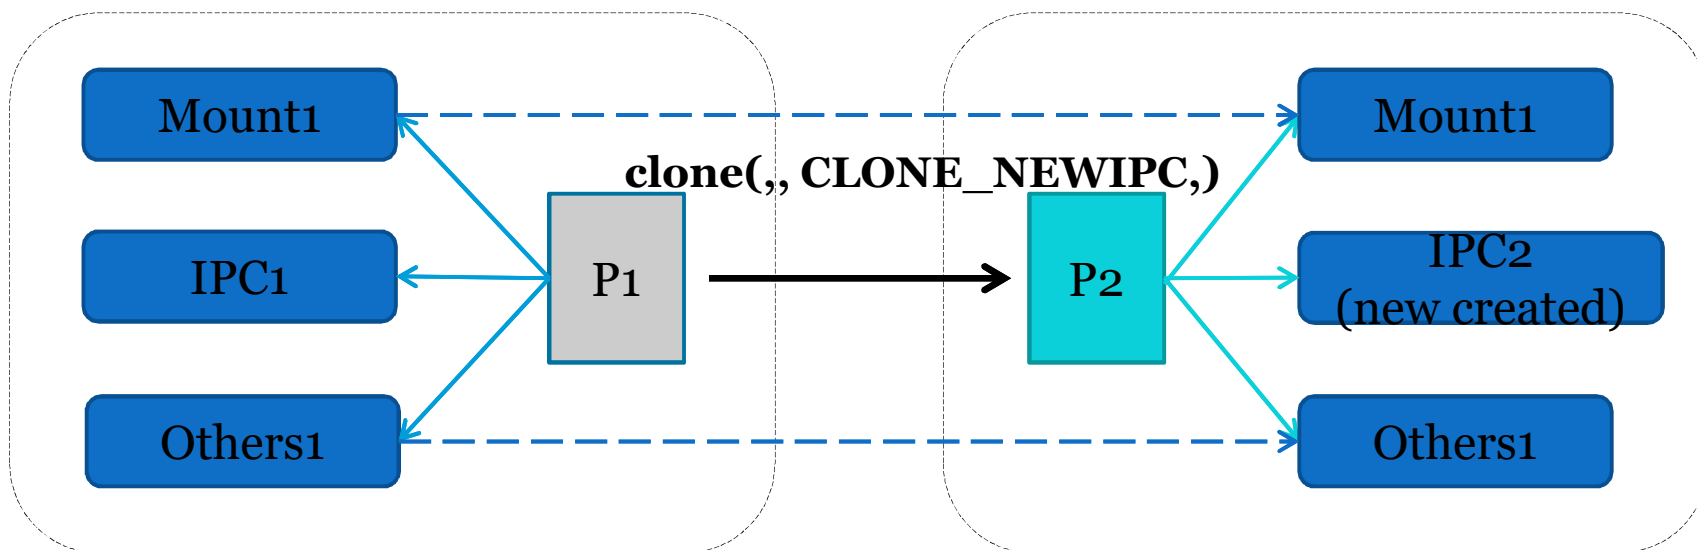 Mount1
Mount1
clone(,, CLONE_NEWIPC,)
IPC1
P1
P2
IPC2
(new created)
Others1
Others1